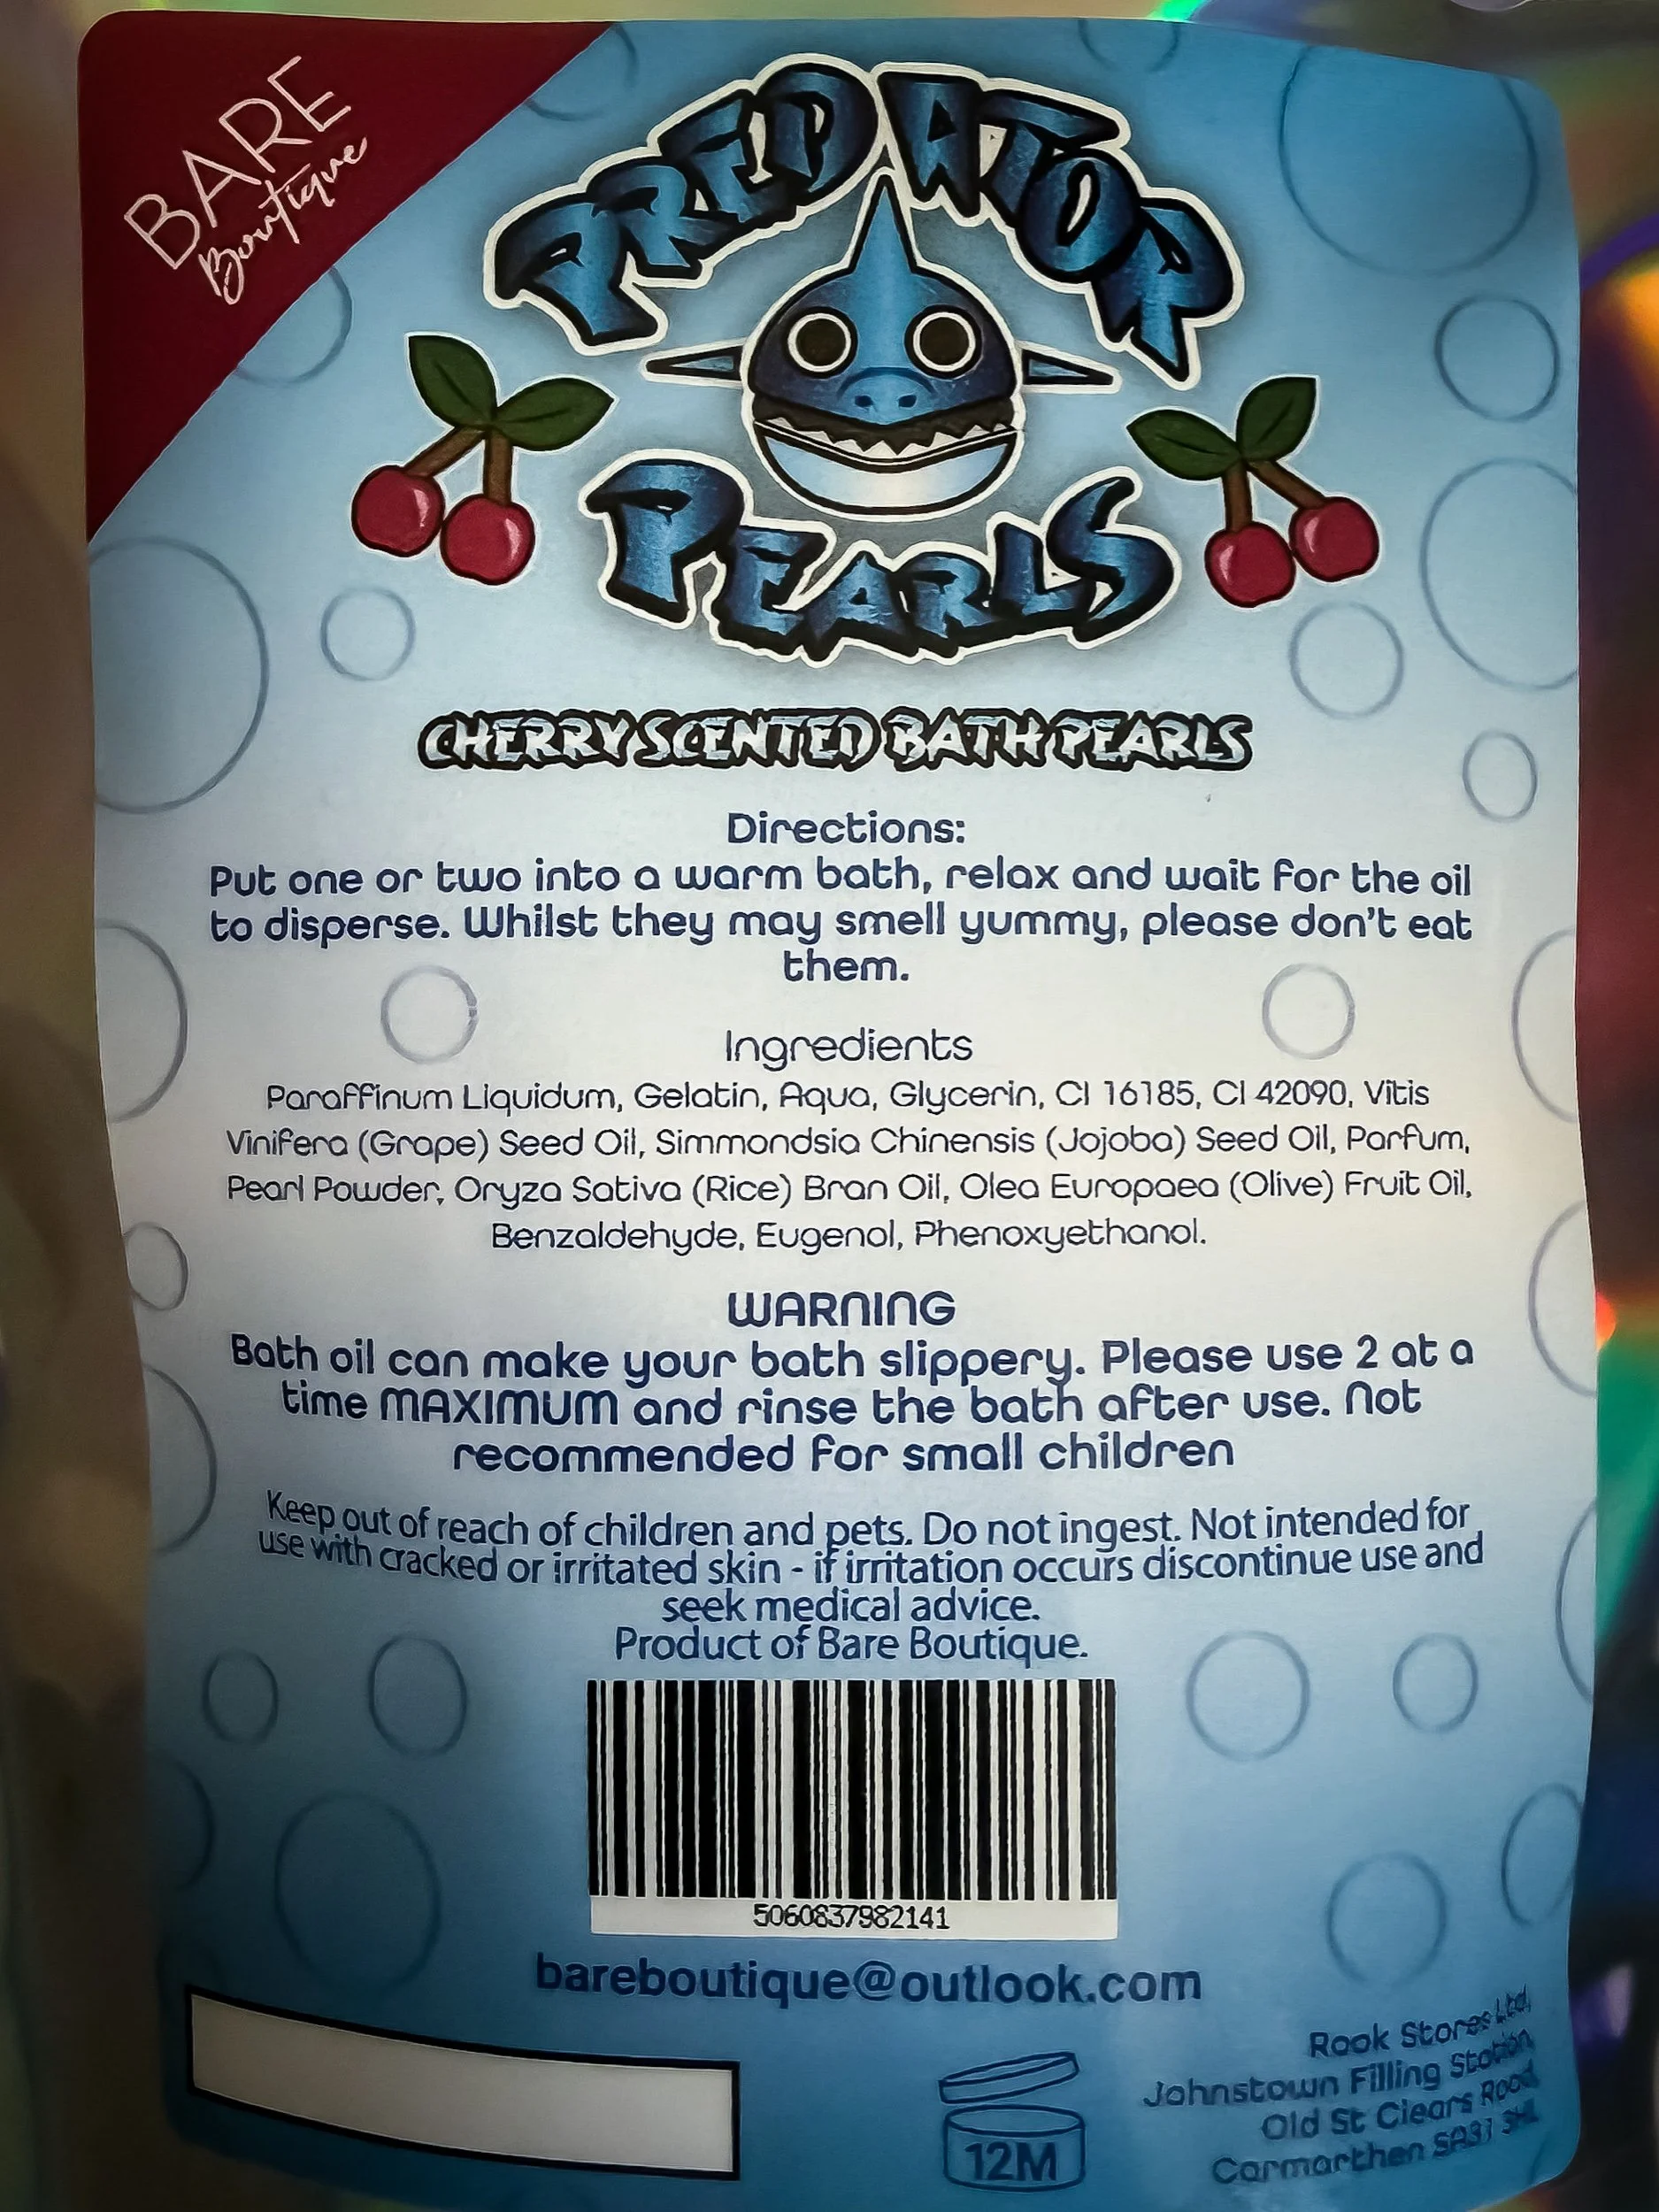 BARE
Boutique
PREDATOR
PEARLS
CHERRY SCENTED BATH PEARLS
Directions:
Put one or two into a warm bath, relax and wait for the oil
to disperse. Whilst they may smell yummy, please don't eat
them.
Ingredients
Paraffinum Liquidum, Gelatin, Aqua, Glycerin, CI 16185, CI 42090, Vitis
Vinifera (Grape) Seed Oil, Simmondsia Chinensis (Jojoba) Seed Oil, Parfum,
Pearl Powder, Oryza Sativa (Rice) Bran Oil, Olea Europaea (Olive) Fruit Oil,
Benzaldehyde, Eugenol, Phenoxyethanol.
WARNING
Bath oil can make your bath slippery. Please use 2 at a
time MAXIMUM and rinse the bath after use. Not
recommended for small children
Keep out of reach of children and pets. Do not ingest. Not intended for
use with cracked or irritated skin - if irritation occurs discontinue use and
seek medical advice.
Product of Bare Boutique.
5060837982141
bareboutique@outlook.com
12M
Rook Stores Ltd,
Johnstown Filling Station,
Old St Clears Road,
Carmarthen SA31